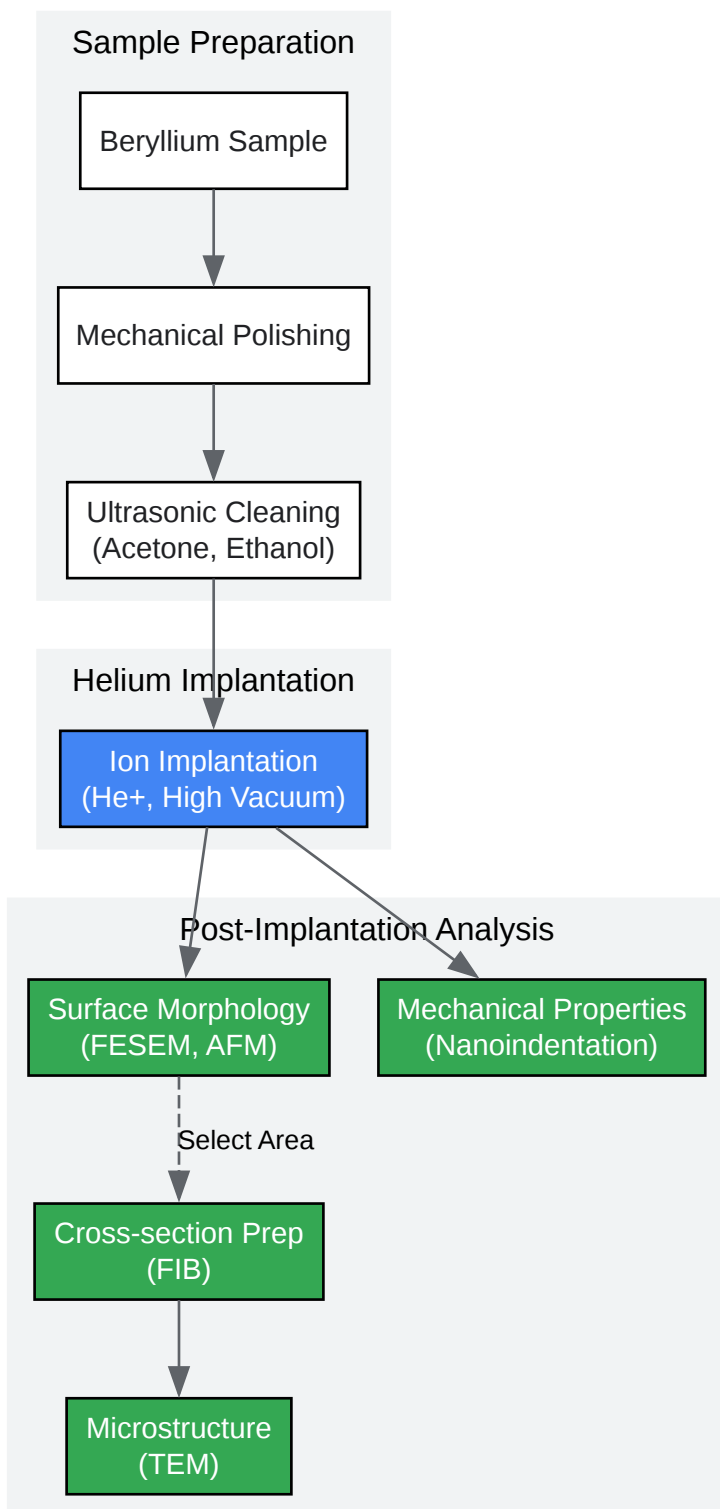 Sample Preparation
Beryllium Sample
Mechanical Polishing
Ultrasonic Cleaning
(Acetone, Ethanol)
Helium Implantation
Ion Implantation
(He+, High Vacuum)
Post-Implantation Analysis
Surface Morphology
(FESEM, AFM)
Mechanical Properties
(Nanoindentation)
Select Area
Cross-section Prep
(FIB)
Microstructure
(TEM)